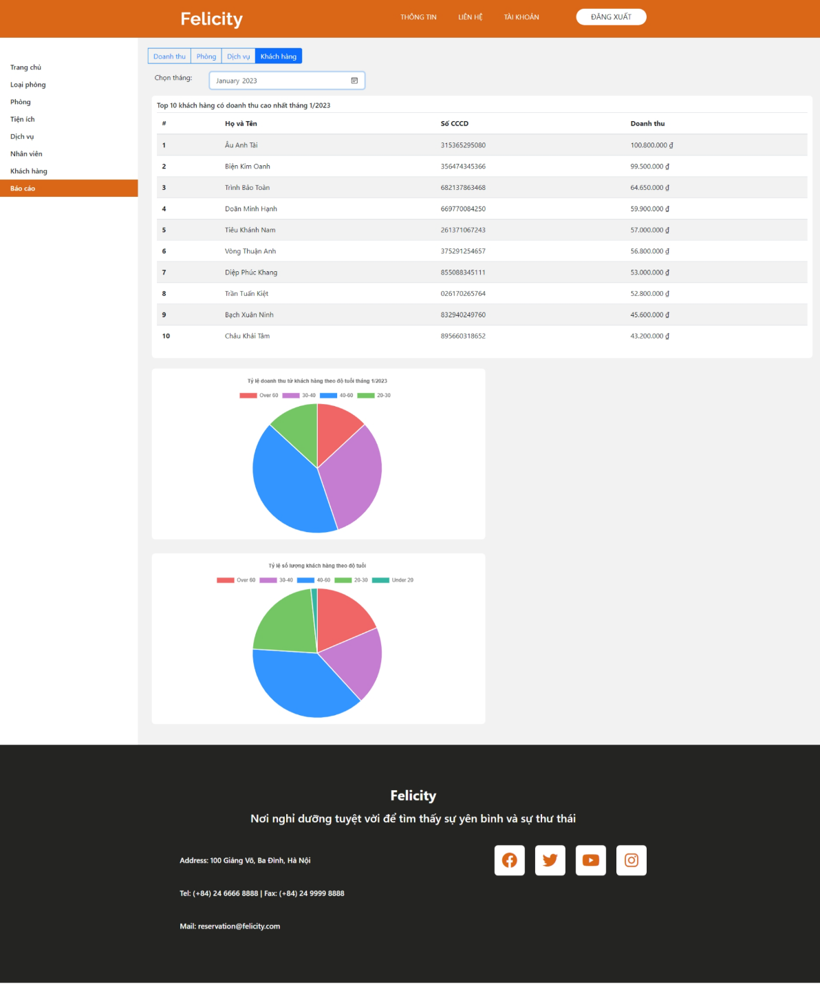 Felicity
THÔNG TIN LIÊN HỆ TÀI KHOẢN ĐĂNG XUẤT
Trang chủ
Loại phòng
Phòng
Tiện ích
Dịch vụ
Nhân viên
Khách hàng
Báo cáo
Doanh thu Phòng Dịch vụ Khách hàng
Chọn tháng: January 2023
Top 10 khách hàng có doanh thu cao nhất tháng 1/2023
# Họ và Tên Số CCCD Doanh thu
1 Âu Anh Tài 315365295080 100.800.000 ₫
2 Biện Kim Oanh 356474345366 99.500.000 ₫
3 Trình Bảo Toàn 682137863468 64.650.000 ₫
4 Doãn Minh Hạnh 669770084250 59.900.000 ₫
5 Tiêu Khánh Nam 261371067243 57.000.000 ₫
6 Vòng Thuận Anh 375291254657 56.800.000 ₫
7 Diệp Phúc Khang 855088345111 53.000.000 ₫
8 Trần Tuấn Kiệt 026170265764 52.800.000 ₫
9 Bạch Xuân Ninh 832940249760 45.600.000 ₫
10 Châu Khải Tâm 895660318652 43.200.000 ₫
Tỷ lệ doanh thu từ khách hàng theo độ tuổi tháng 1/2023
Over 60 30-40 40-60 20-30
Tỷ lệ số lượng khách hàng theo độ tuổi
Over 60 30-40 40-60 20-30 Under 20
Felicity
Nơi nghỉ dưỡng tuyệt vời để tìm thấy sự yên bình và sự thư thái
Address: 100 Giảng Võ, Ba Đình, Hà Nội
Tel: (+84) 24 6666 8888 | Fax: (+84) 24 9999 8888
Mail: reservation@felicity.com